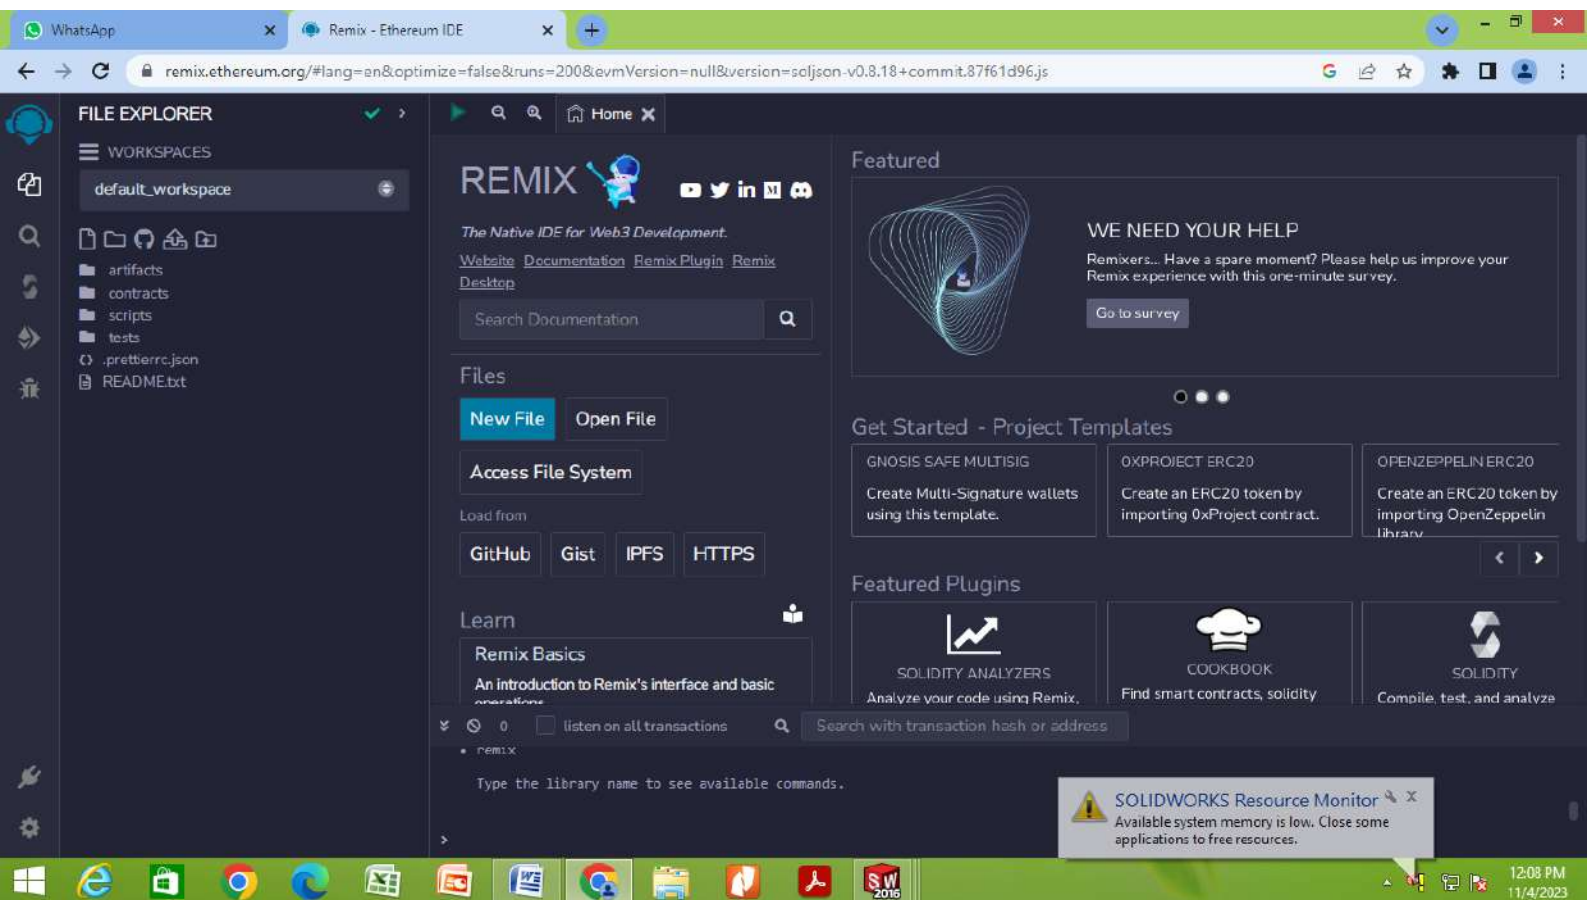 WhatsApp
Remix - Ethereum IDE
remix.ethereum.org/#lang=en&optimize=false&runs=200&evmVersion=null&version=soljson-v0.8.18+commit.87f61d96.js
FILE EXPLORER
WORKSPACES
default_workspace
artifacts
contracts
scripts
tests
.prettierrc.json
README.txt
Home
REMIX
The Native IDE for Web3 Development.
Website Documentation Remix Plugin Remix
Desktop
Search Documentation
Files
New File
Open File
Access File System
Load from
GitHub
Gist
IPFS
HTTPS
Learn
Remix Basics
An introduction to Remix's interface and basic
operations
Featured
WE NEED YOUR HELP
Remixers... Have a spare moment? Please help us improve your
Remix experience with this one-minute survey.
Go to survey
Get Started - Project Templates
GNOSIS SAFE MULTISIG
Create Multi-Signature wallets
using this template.
0XPROJECT ERC20
Create an ERC20 token by
importing 0xProject contract.
OPENZEPPELIN ERC20
Create an ERC20 token by
importing OpenZeppelin
library
Featured Plugins
SOLIDITY ANALYZERS
Analyze your code using Remix,
COOKBOOK
Find smart contracts, solidity
SOLIDITY
Compile, test, and analyze
0
listen on all transactions
Search with transaction hash or address
remix
Type the library name to see available commands.
>
SOLIDWORKS Resource Monitor
Available system memory is low. Close some
applications to free resources.
SW
2016
12:08 PM
11/4/2023